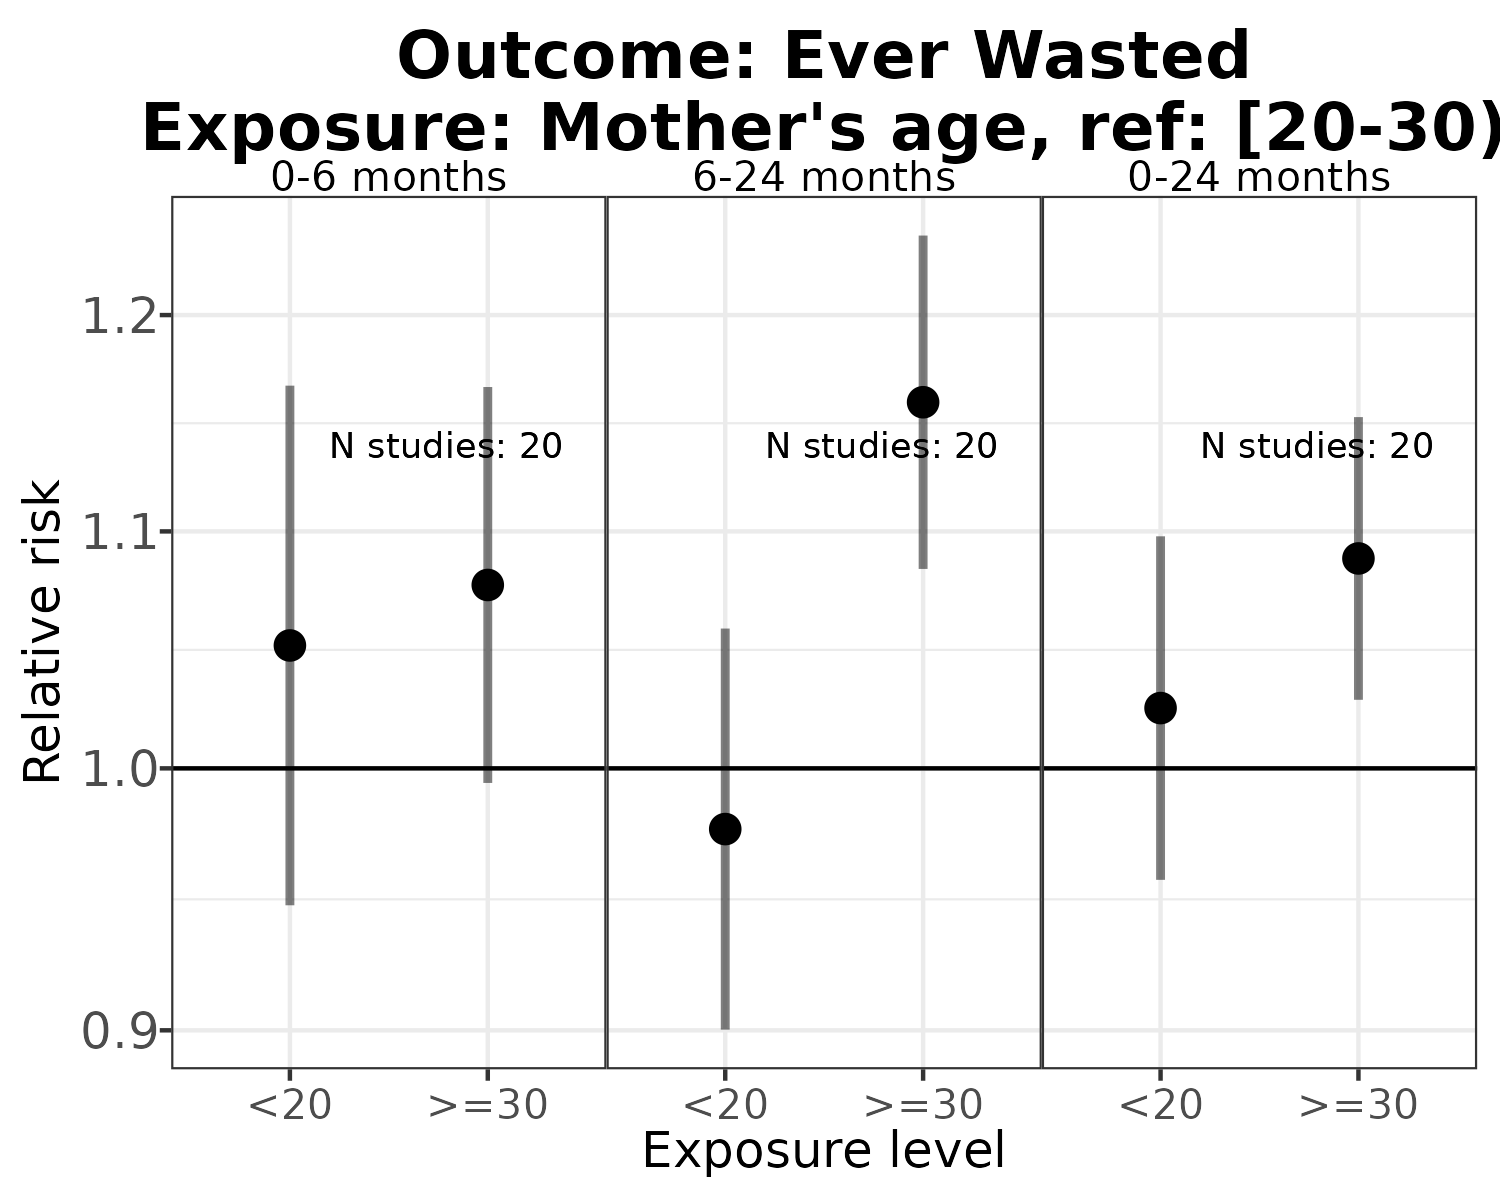 Outcome: Ever Wasted
Exposure: Mother's age, ref: [20-30)
0-6 months
6-24 months
0-24 months
1.2
N studies: 20
N studies: 20
N studies: 20
1.1
Relative risk
1.0
0.9
<20
>=30
<20
>=30
<20
>=30
Exposure level